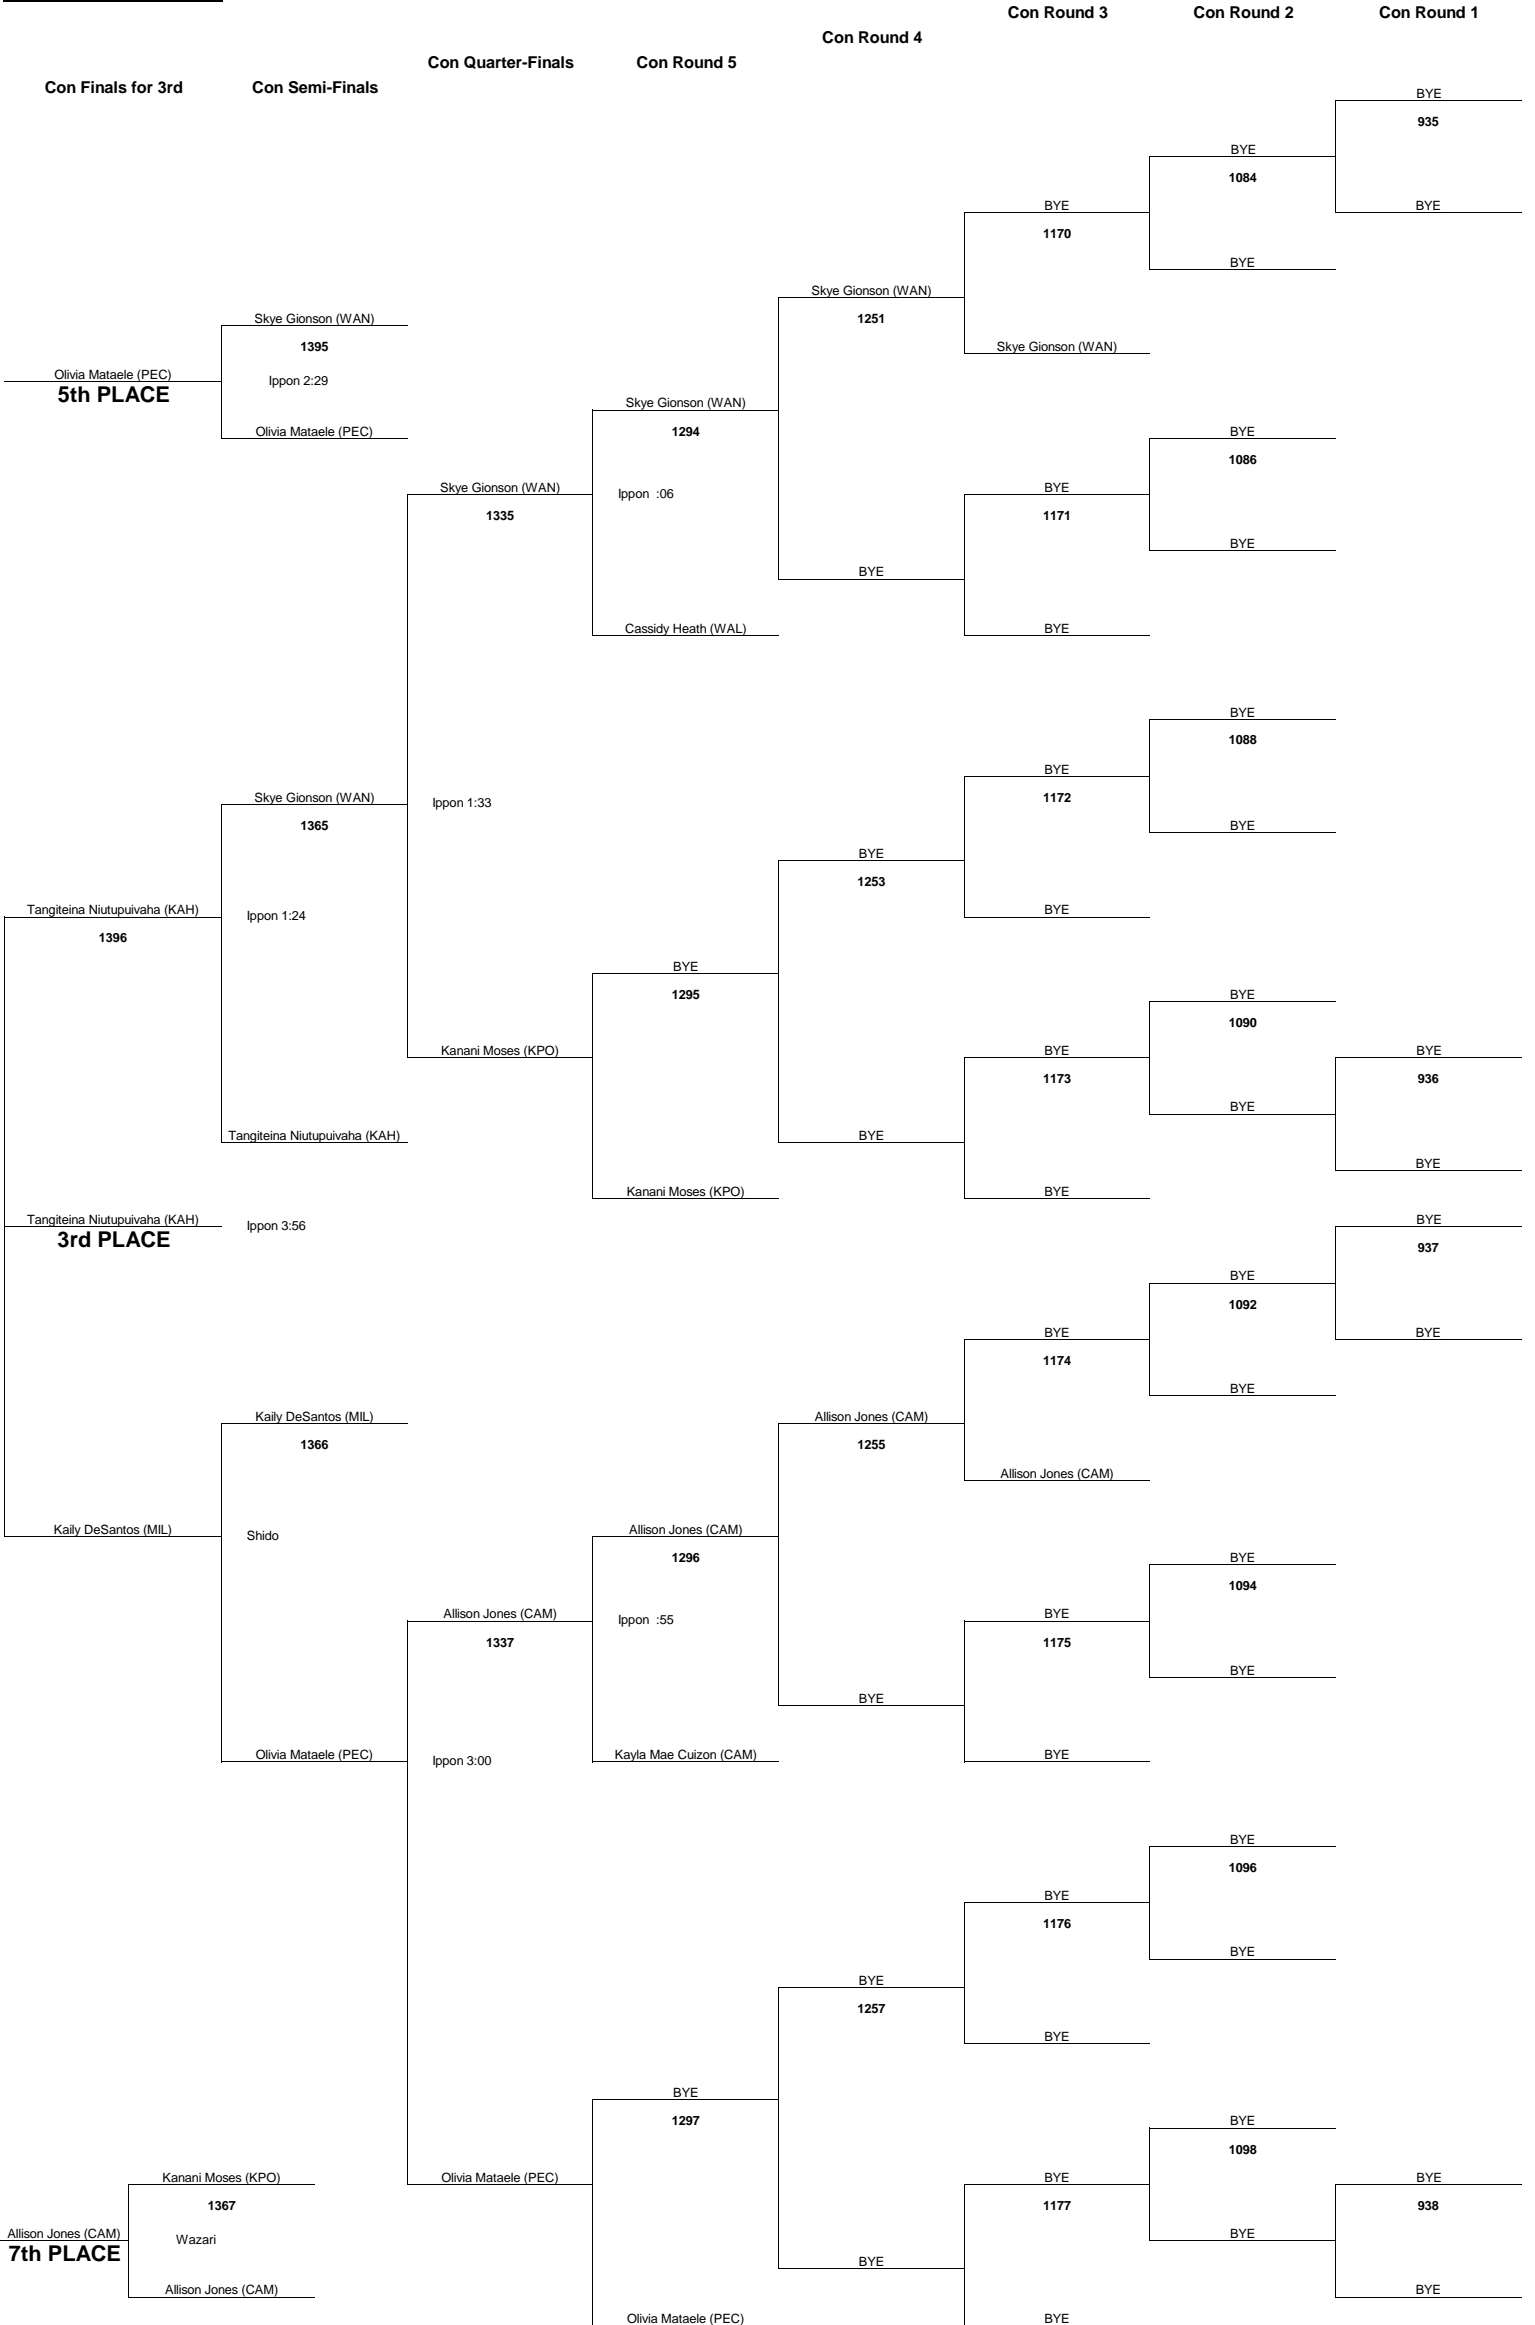 Con Round 3 Con Round 2 Con Round 1
Con Round 4
Con Quarter-Finals Con Round 5
Con Finals for 3rd Con Semi-Finals
BYE
935
BYE
1084
BYE BYE
1170
BYE
Skye Gionson (WAN)
Skye Gionson (WAN) 1251
1395 Skye Gionson (WAN)
Olivia Mataele (PEC) Ippon 2:29
5th PLACE
Skye Gionson (WAN)
Olivia Mataele (PEC) 1294 BYE
1086
Skye Gionson (WAN) Ippon :06 BYE
1335 1171
BYE
BYE
Cassidy Heath (WAL) BYE
BYE
1088
BYE
Skye Gionson (WAN) Ippon 1:33 1172
1365 BYE
BYE
1253
Tangiteina Niutupuivaha (KAH) Ippon 1:24 BYE
1396
BYE
1295 BYE
1090
Kanani Moses (KPO) BYE BYE
1173 936
BYE
Tangiteina Niutupuivaha (KAH) BYE
BYE
Kanani Moses (KPO) BYE
Tangiteina Niutupuivaha (KAH) Ippon 3:56 BYE
3rd PLACE 937
BYE
1092
BYE BYE
1174
BYE
Kaily DeSantos (MIL) Allison Jones (CAM)
1366 1255
Allison Jones (CAM)
Kaily DeSantos (MIL) Shido Allison Jones (CAM)
1296 BYE
1094
Allison Jones (CAM) Ippon :55 BYE
1337 1175
BYE
BYE
Olivia Mataele (PEC) Ippon 3:00 Kayla Mae Cuizon (CAM) BYE
BYE
1096
BYE
1176
BYE
BYE
1257
BYE
BYE
1297 BYE
1098
Kanani Moses (KPO) Olivia Mataele (PEC) BYE BYE
1367 1177 938
Allison Jones (CAM) Wazari BYE
7th PLACE
BYE
Allison Jones (CAM) BYE
Olivia Mataele (PEC) BYE